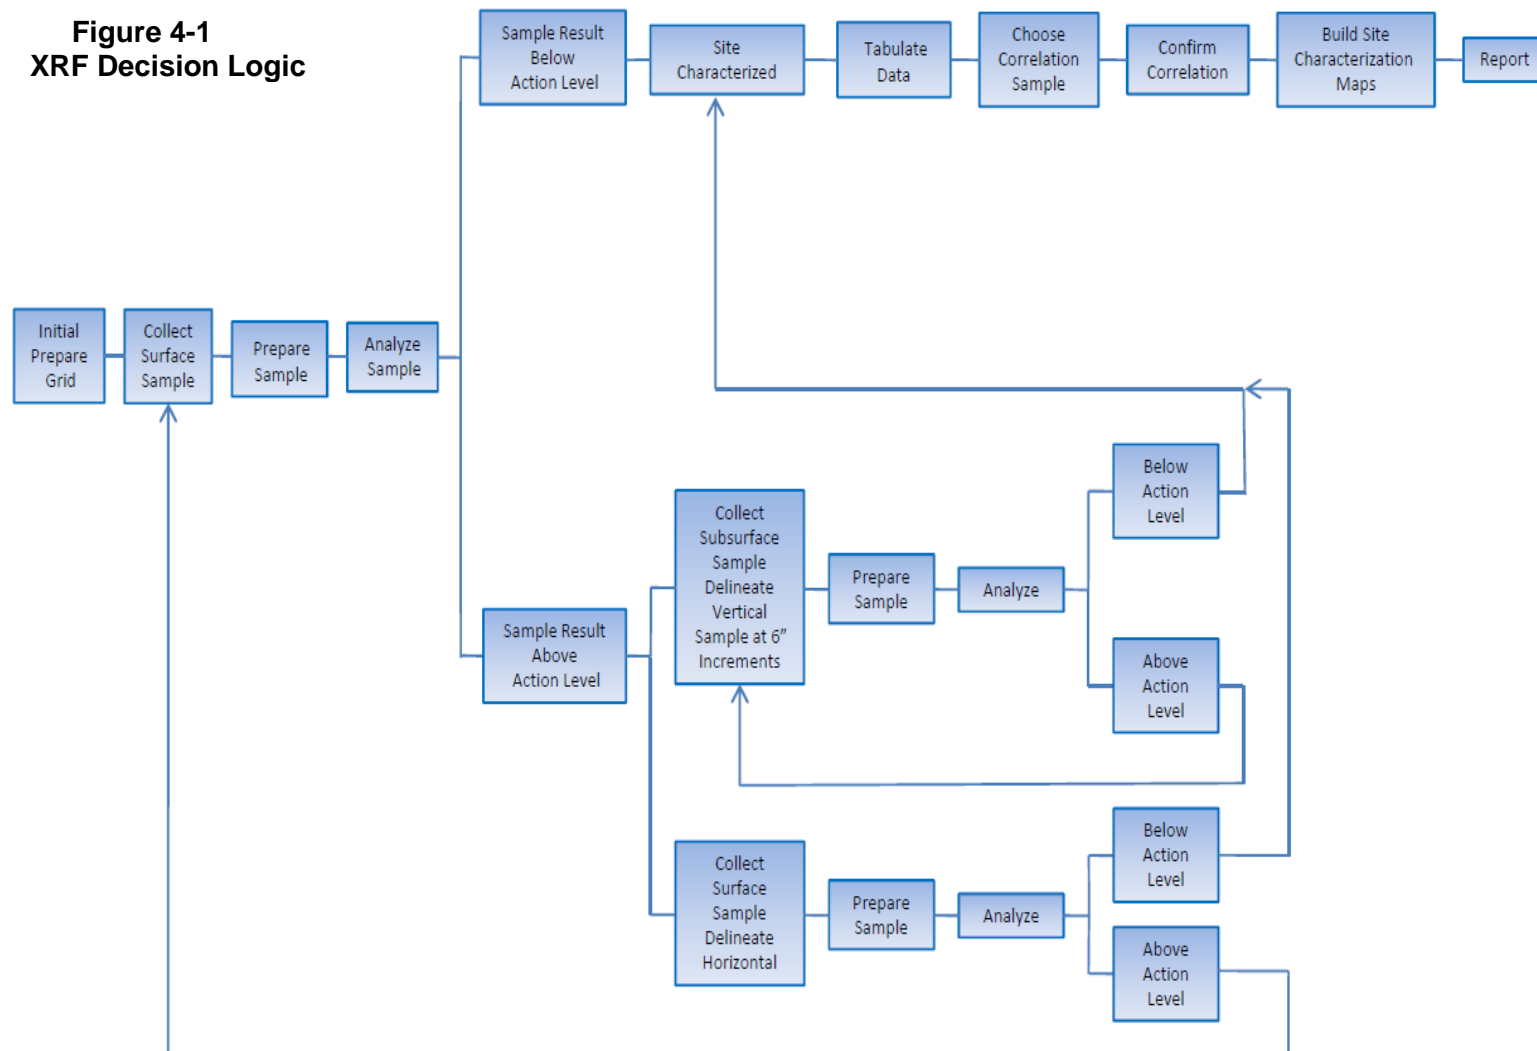 Figure 4-1
XRF Decision Logic
Sample Result
Below
Action Level
Site
Characterized
Tabulate
Data
Choose
Correlation
Sample
Confirm
Correlation
Build Site
Characterization
Maps
Report
Initial
Prepare
Grid
Collect
Surface
Sample
Prepare
Sample
Analyze
Sample
Sample Result
Above
Action Level
Collect
Subsurface
Sample
Delineate
Vertical
Sample at 6”
Increments
Prepare
Sample
Analyze
Below
Action
Level
Above
Action
Level
Collect
Surface
Sample
Delineate
Horizontal
Prepare
Sample
Analyze
Below
Action
Level
Above
Action
Level